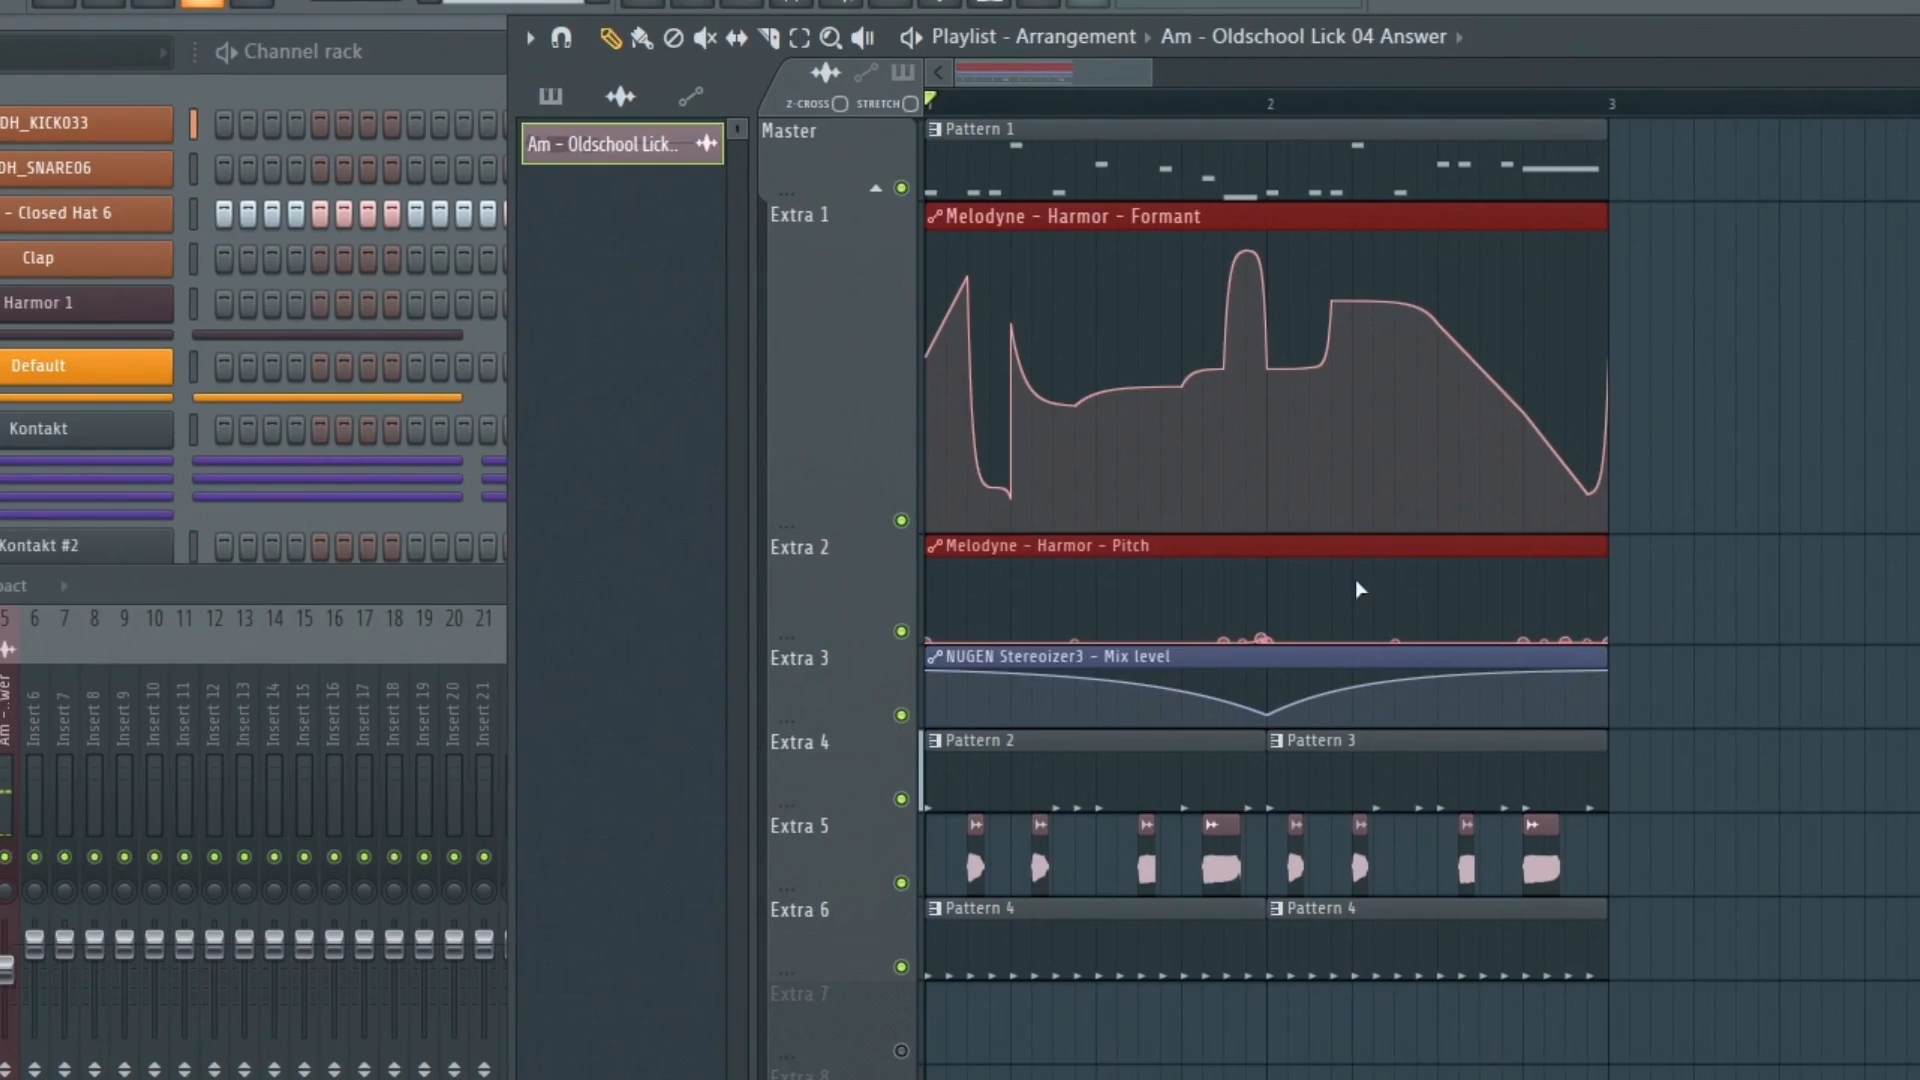 Channel rack
Playlist - Arrangement
Am - Oldschool Lick 04 Answer
Z-CROSS
STRETCH
2
3
DH_KICK033
DH_SNARE06
- Closed Hat 6
Clap
Harmor 1
Default
Kontakt
Kontakt #2
Am - Oldschool Lick..
Master
Pattern 1
Extra 1
Melodyne - Harmor - Formant
Extra 2
Melodyne - Harmor - Pitch
Extra 3
NUGEN Stereoizer3 - Mix level
Extra 4
Pattern 2
Pattern 3
Extra 5
Extra 6
Pattern 4
Pattern 4
Extra 7
Extra 8
pact
5 6 7 8 9 10 11 12 13 14 15 16 17 18 19 20 21
Am -..wer
Insert 6
Insert 7
Insert 8
Insert 9
Insert 10
Insert 11
Insert 12
Insert 13
Insert 14
Insert 15
Insert 16
Insert 17
Insert 18
Insert 19
Insert 20
Insert 21